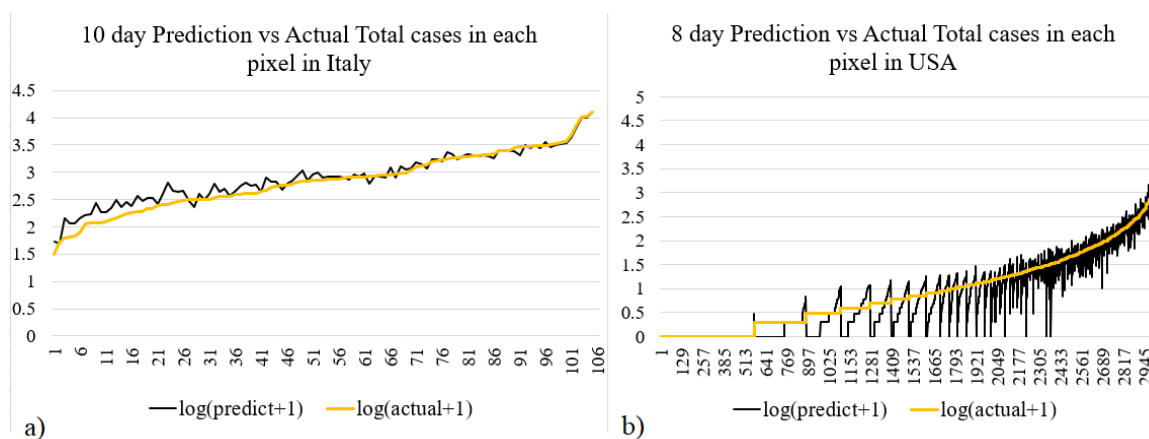 10 day Prediction vs Actual Total cases in each
pixel in Italy
4.5
4
3.5
3
2.5
2
1.5
1
0.5
0
1 6 11 16 21 26 31 36 41 46 51 56 61 66 71 76 81 86 91 96 101 106
log(predict+1) log(actual+1)
a)
8 day Prediction vs Actual Total cases in each
pixel in USA
5
4.5
4
3.5
3
2.5
2
1.5
1
0.5
0
1 129 257 385 513 641 769 897 1025 1153 1281 1409 1537 1665 1793 1921 2049 2177 2305 2433 2561 2689 2817 2945
log(predict+1) log(actual+1)
b)